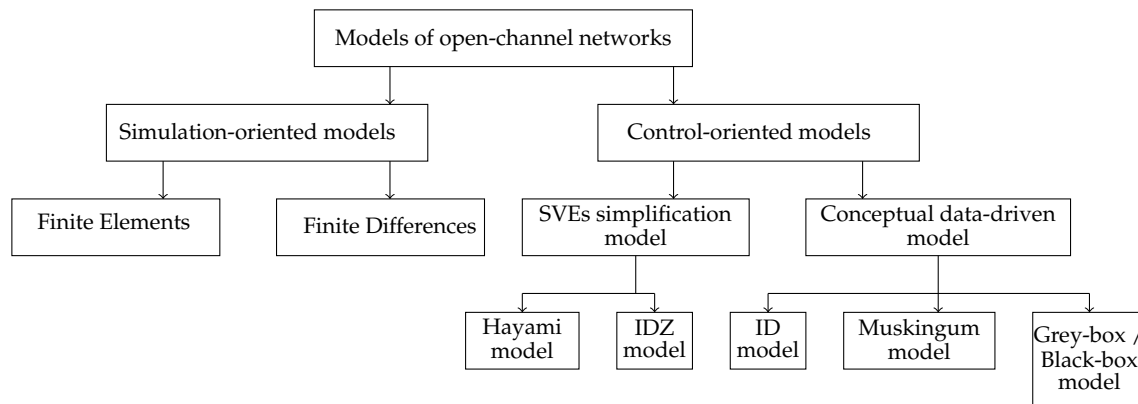 Models of open-channel networks
Simulation-oriented models
Control-oriented models
Finite Elements
Finite Differences
SVEs simplification
model
Conceptual data-driven
model
Hayami
model
IDZ
model
ID
model
Muskingum
model
Grey-box /
Black-box
model